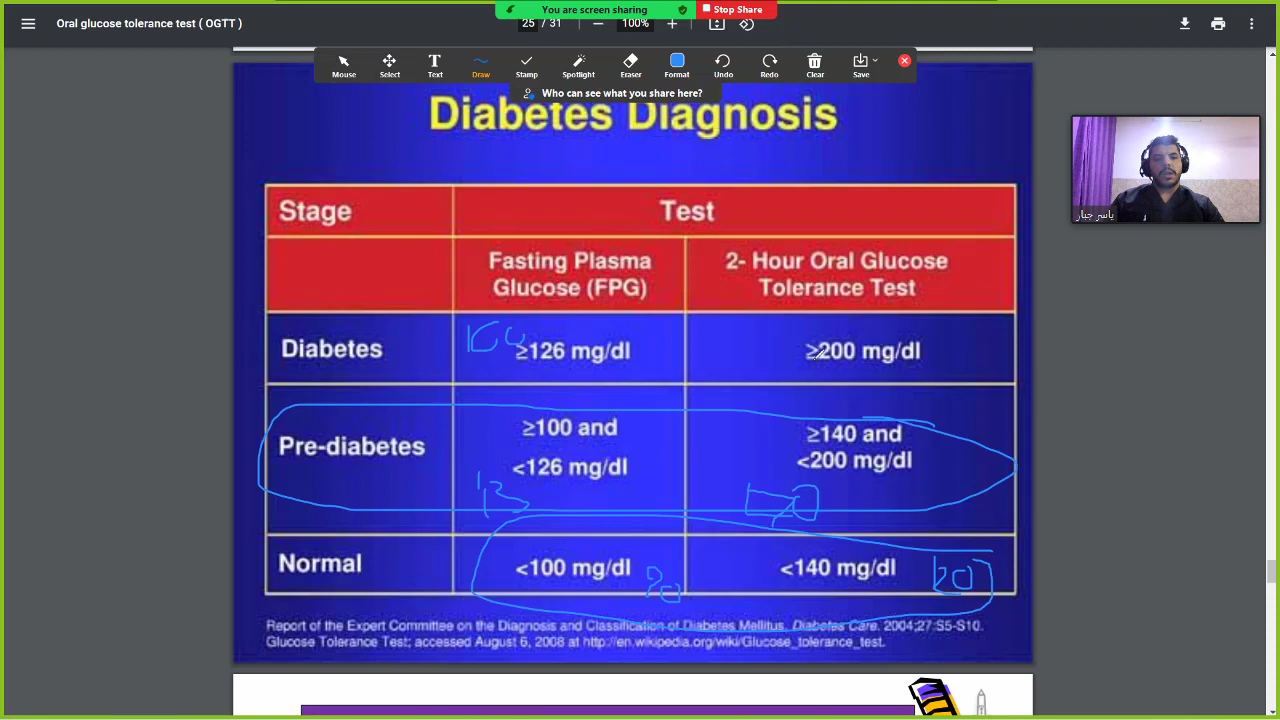 You are screen sharing
Stop Share
Oral glucose tolerance test ( OGTT )
25 / 31
100%
Mouse
Select
Text
Draw
Stamp
Spotlight
Eraser
Format
Undo
Redo
Clear
Save
Who can see what you share here?
Diabetes Diagnosis
ياسر جبار
Stage
Test
Fasting Plasma
Glucose (FPG)
2- Hour Oral Glucose
Tolerance Test
Diabetes
≥126 mg/dl
≥200 mg/dl
Pre-diabetes
≥100 and
<126 mg/dl
≥140 and
<200 mg/dl
Normal
<100 mg/dl
<140 mg/dl
Report of the Expert Committee on the Diagnosis and Classification of Diabetes Mellitus. Diabetes Care. 2004;27:S5-S10.
Glucose Tolerance Test; accessed August 6, 2008 at http://en.wikipedia.org/wiki/Glucose_tolerance_test.